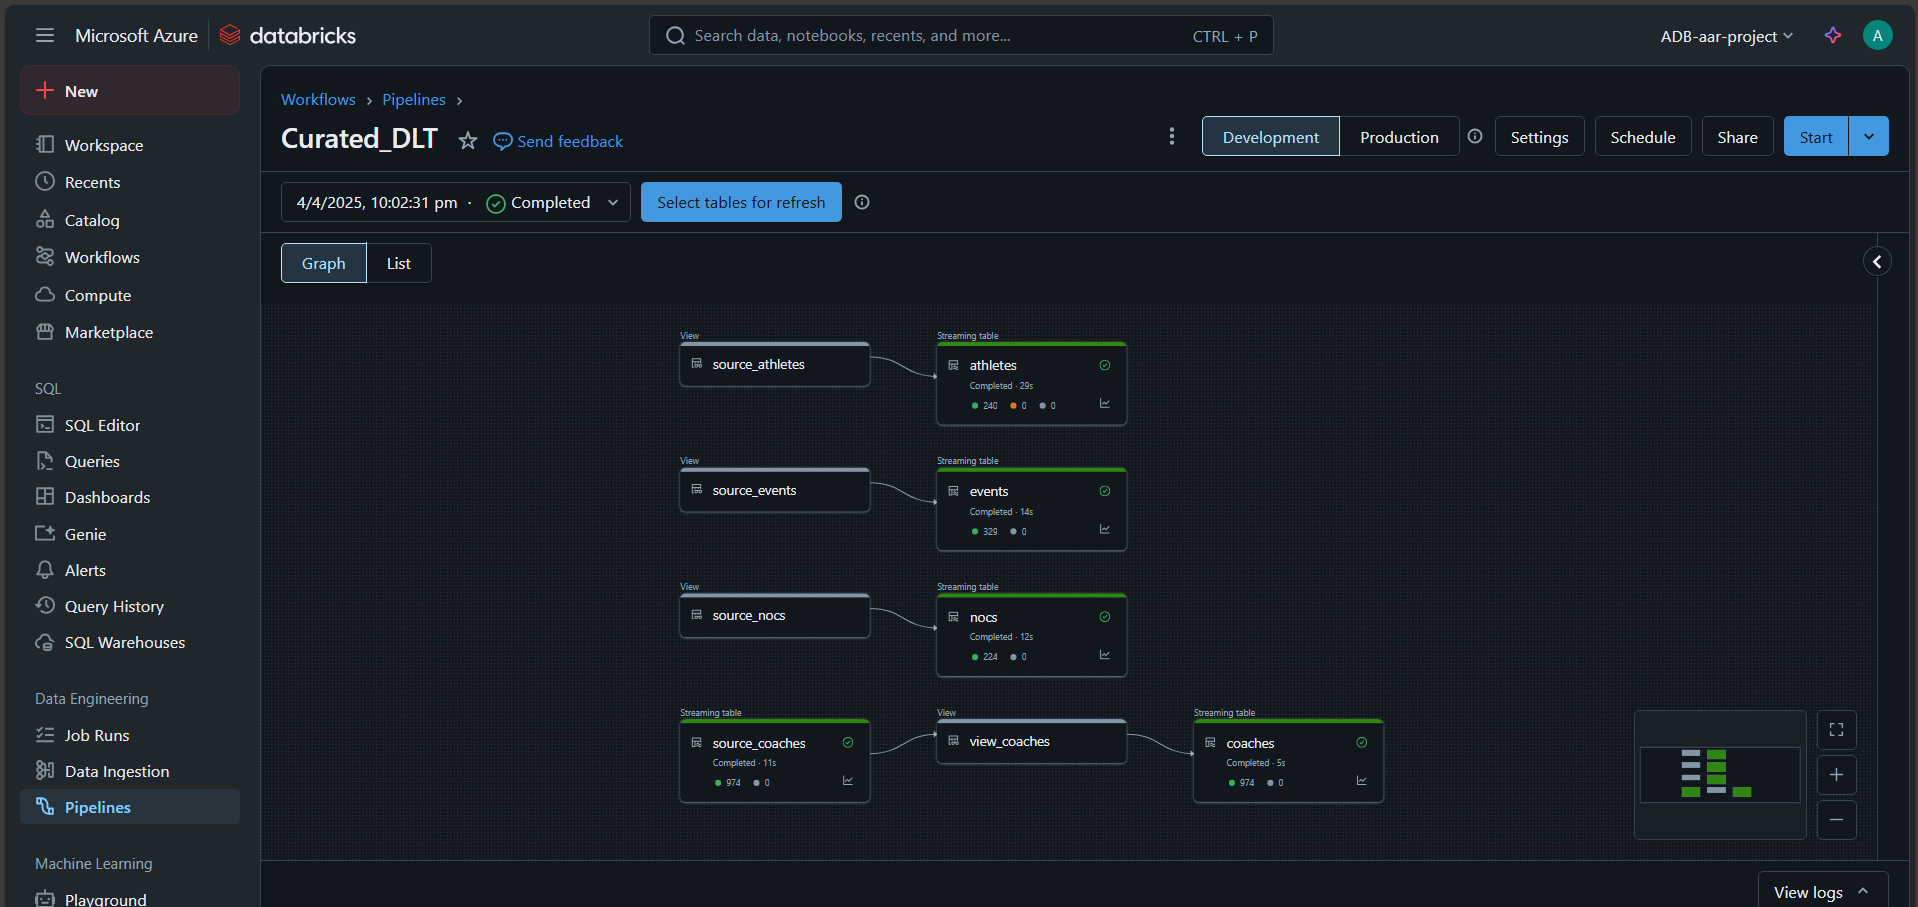 Microsoft Azure databricks
Search data, notebooks, recents, and more... CTRL + P
ADB-aar-project
A
New
Workspace
Recents
Catalog
Workflows
Compute
Marketplace
SQL
SQL Editor
Queries
Dashboards
Genie
Alerts
Query History
SQL Warehouses
Data Engineering
Job Runs
Data Ingestion
Pipelines
Machine Learning
Playground
Workflows › Pipelines ›
Curated_DLT Send feedback
Development Production Settings Schedule Share Start
4/4/2025, 10:02:31 pm · Completed
Select tables for refresh
Graph List
View
source_athletes
Streaming table
athletes
Completed · 29s
240 0 0
View
source_events
Streaming table
events
Completed · 14s
329 0
View
source_nocs
Streaming table
nocs
Completed · 12s
224 0
Streaming table
source_coaches
Completed · 11s
974 0
View
view_coaches
Streaming table
coaches
Completed · 5s
974 0
View logs